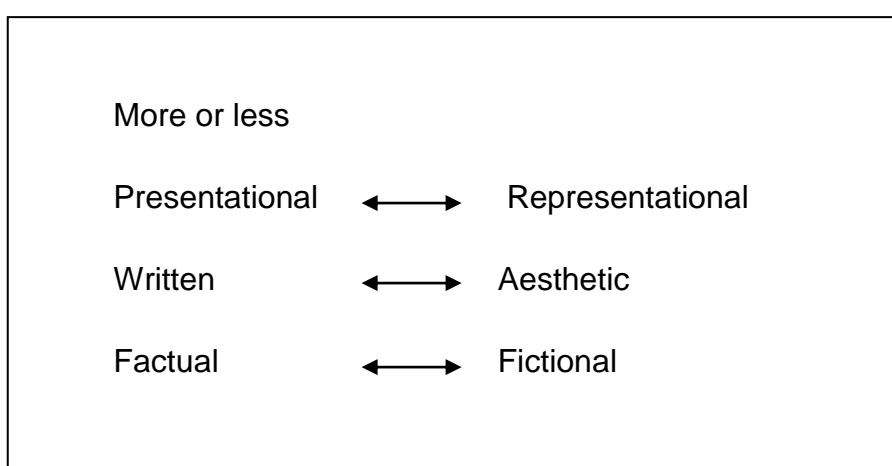 More or less
Presentational Representational
Written Aesthetic
Factual Fictional